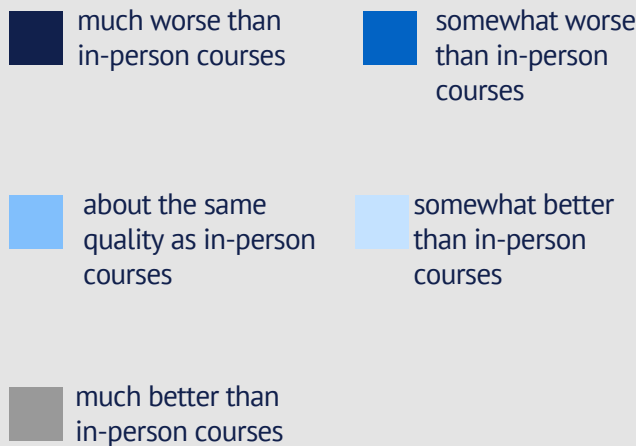 much worse than
in-person courses
somewhat worse
than in-person
courses
about the same
quality as in-person
courses
somewhat better
than in-person
courses
much better than
in-person courses